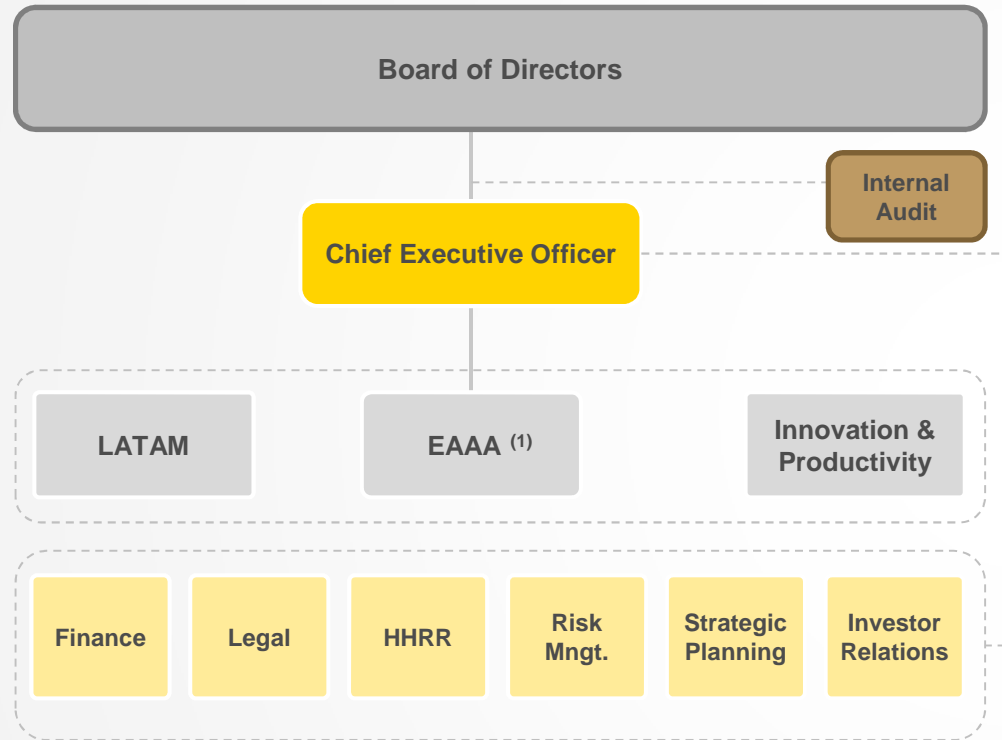 Board of Directors
Internal
Audit
Chief Executive Officer
LATAM
EAAA (1)
Innovation &
Productivity
Finance
Legal
HHRR
Risk
Mngt.
Strategic
Planning
Investor
Relations